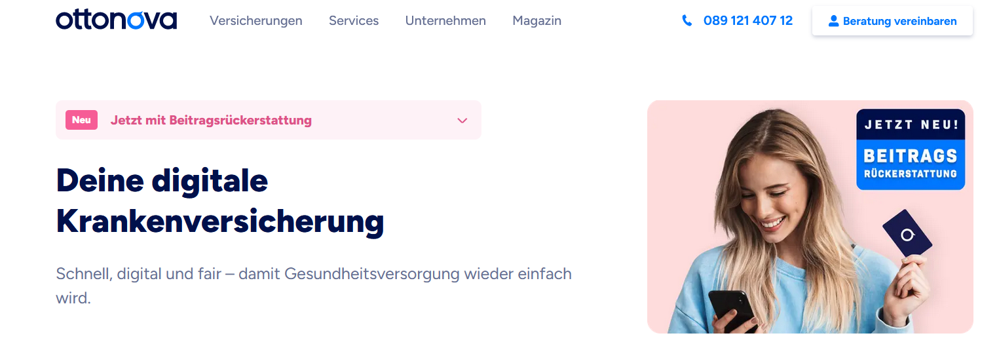 ottonova
Versicherungen
Services
Unternehmen
Magazin
089 121 407 12
Beratung vereinbaren
Neu
Jetzt mit Beitragsrückerstattung
Deine digitale
Krankenversicherung
Schnell, digital und fair – damit Gesundheitsversorgung wieder einfach
wird.
JETZT NEU!
BEITRAGS
RÜCKERSTATTUNG